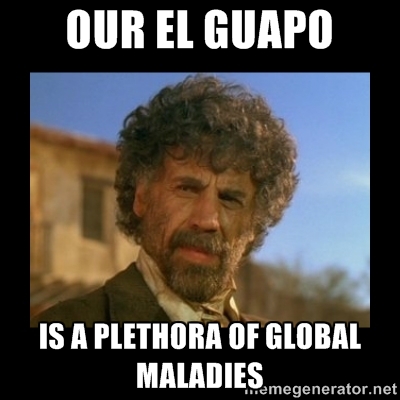 OUR EL GUAPO
IS A PLETHORA OF GLOBAL
MALADIES
memegenerator.net